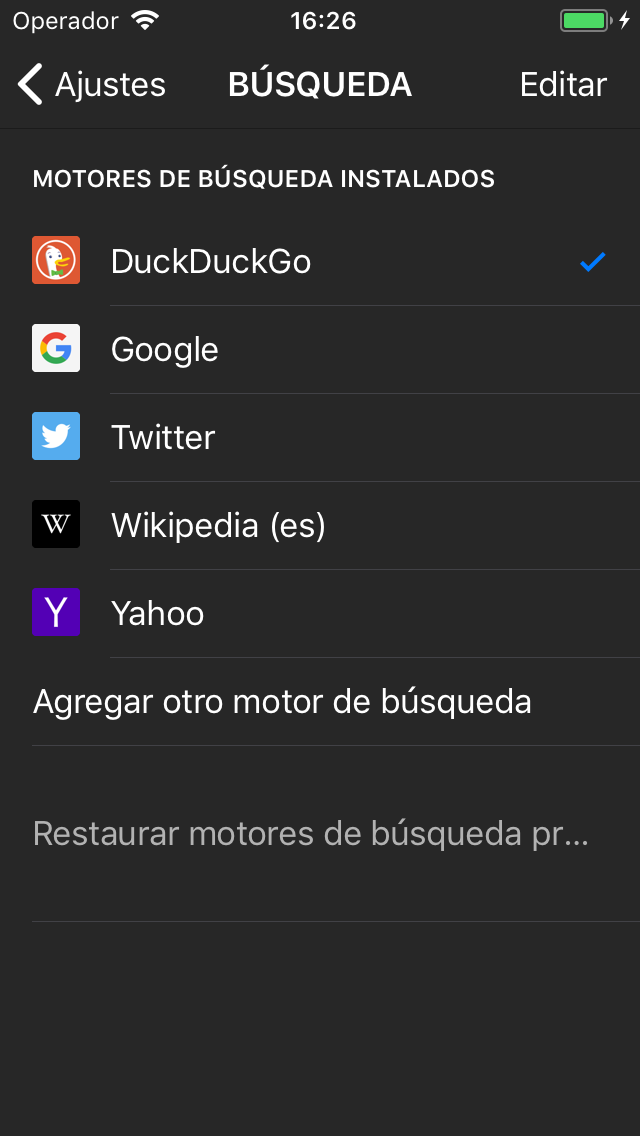 Operador 16:26
Ajustes BÚSQUEDA Editar
MOTORES DE BÚSQUEDA INSTALADOS
DuckDuckGo
Google
Twitter
W Wikipedia (es)
Y Yahoo
Agregar otro motor de búsqueda
Restaurar motores de búsqueda pr...